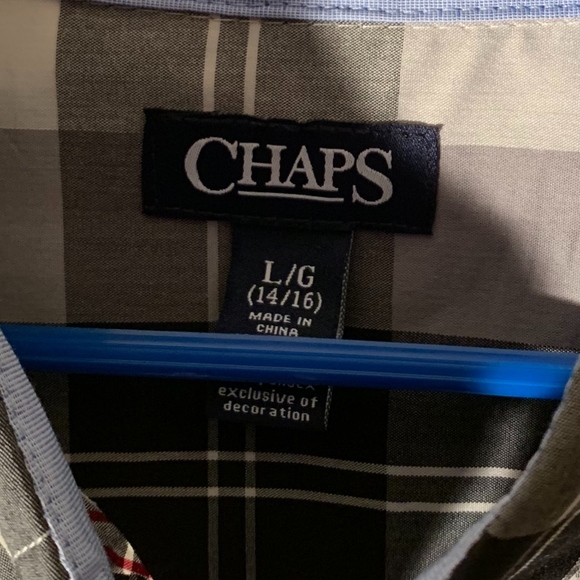 CHAPS
L/G
(14/16)
MADE IN
CHINA
exclusive of
decoration